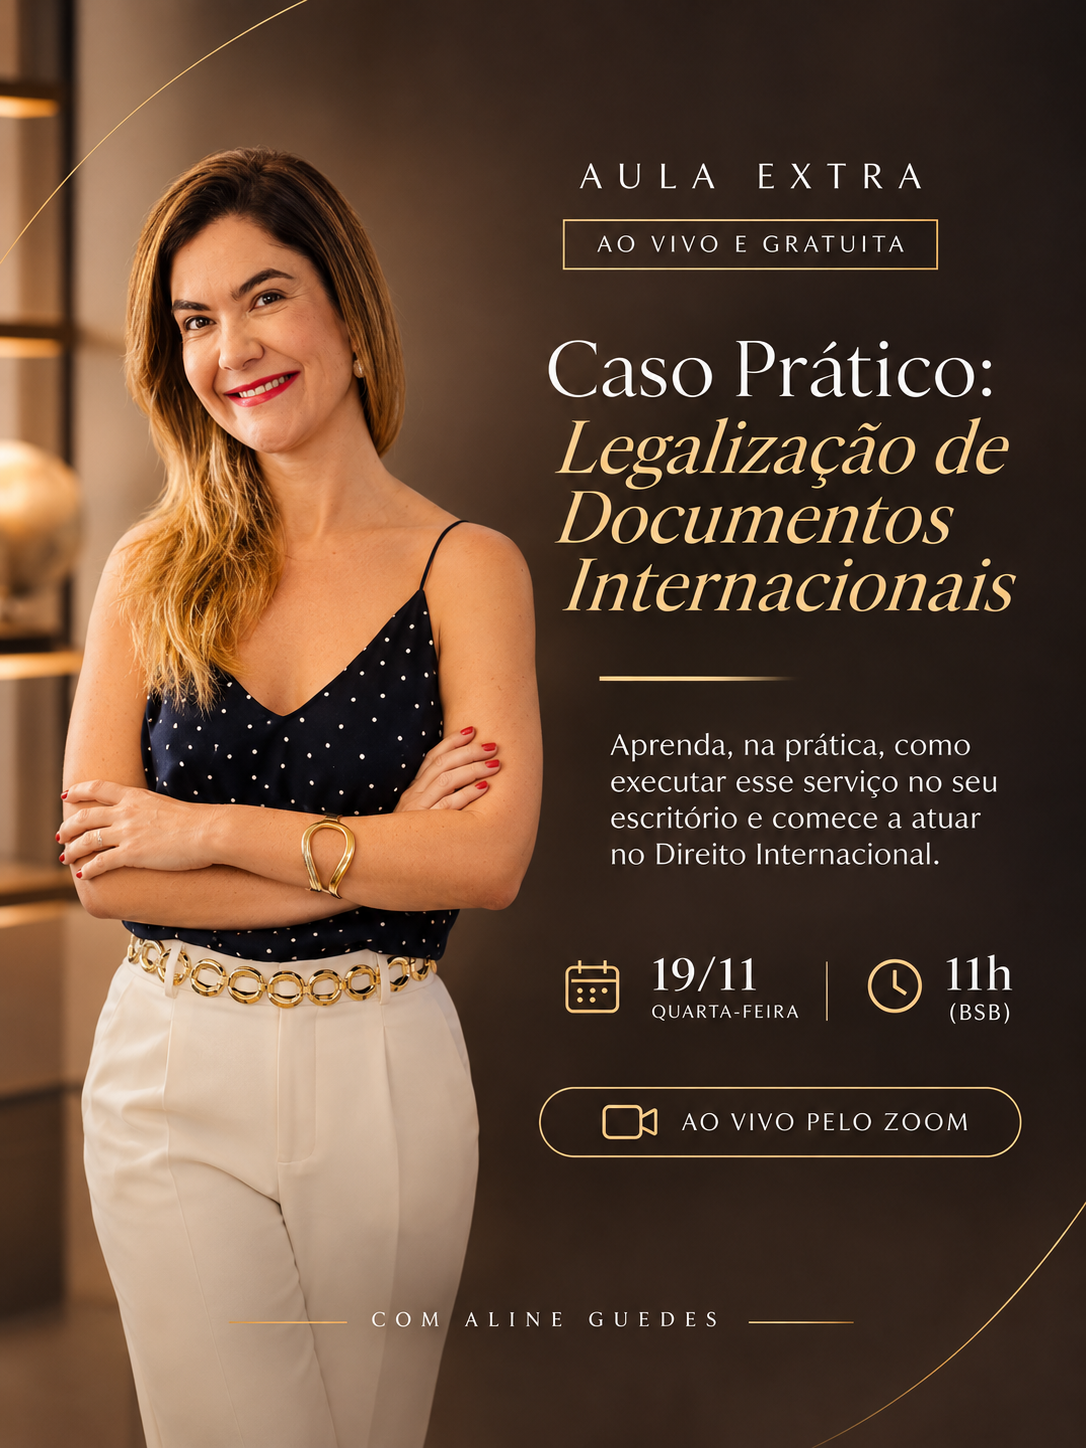 AULA EXTRA
AO VIVO E GRATUITA
Caso Prático:
Legalização de
Documentos
Internacionais
Aprenda, na prática, como
executar esse serviço no seu
escritório e comece a atuar
no Direito Internacional.
19/11
QUARTA-FEIRA
11h
(BSB)
AO VIVO PELO ZOOM
COM ALINE GUEDES